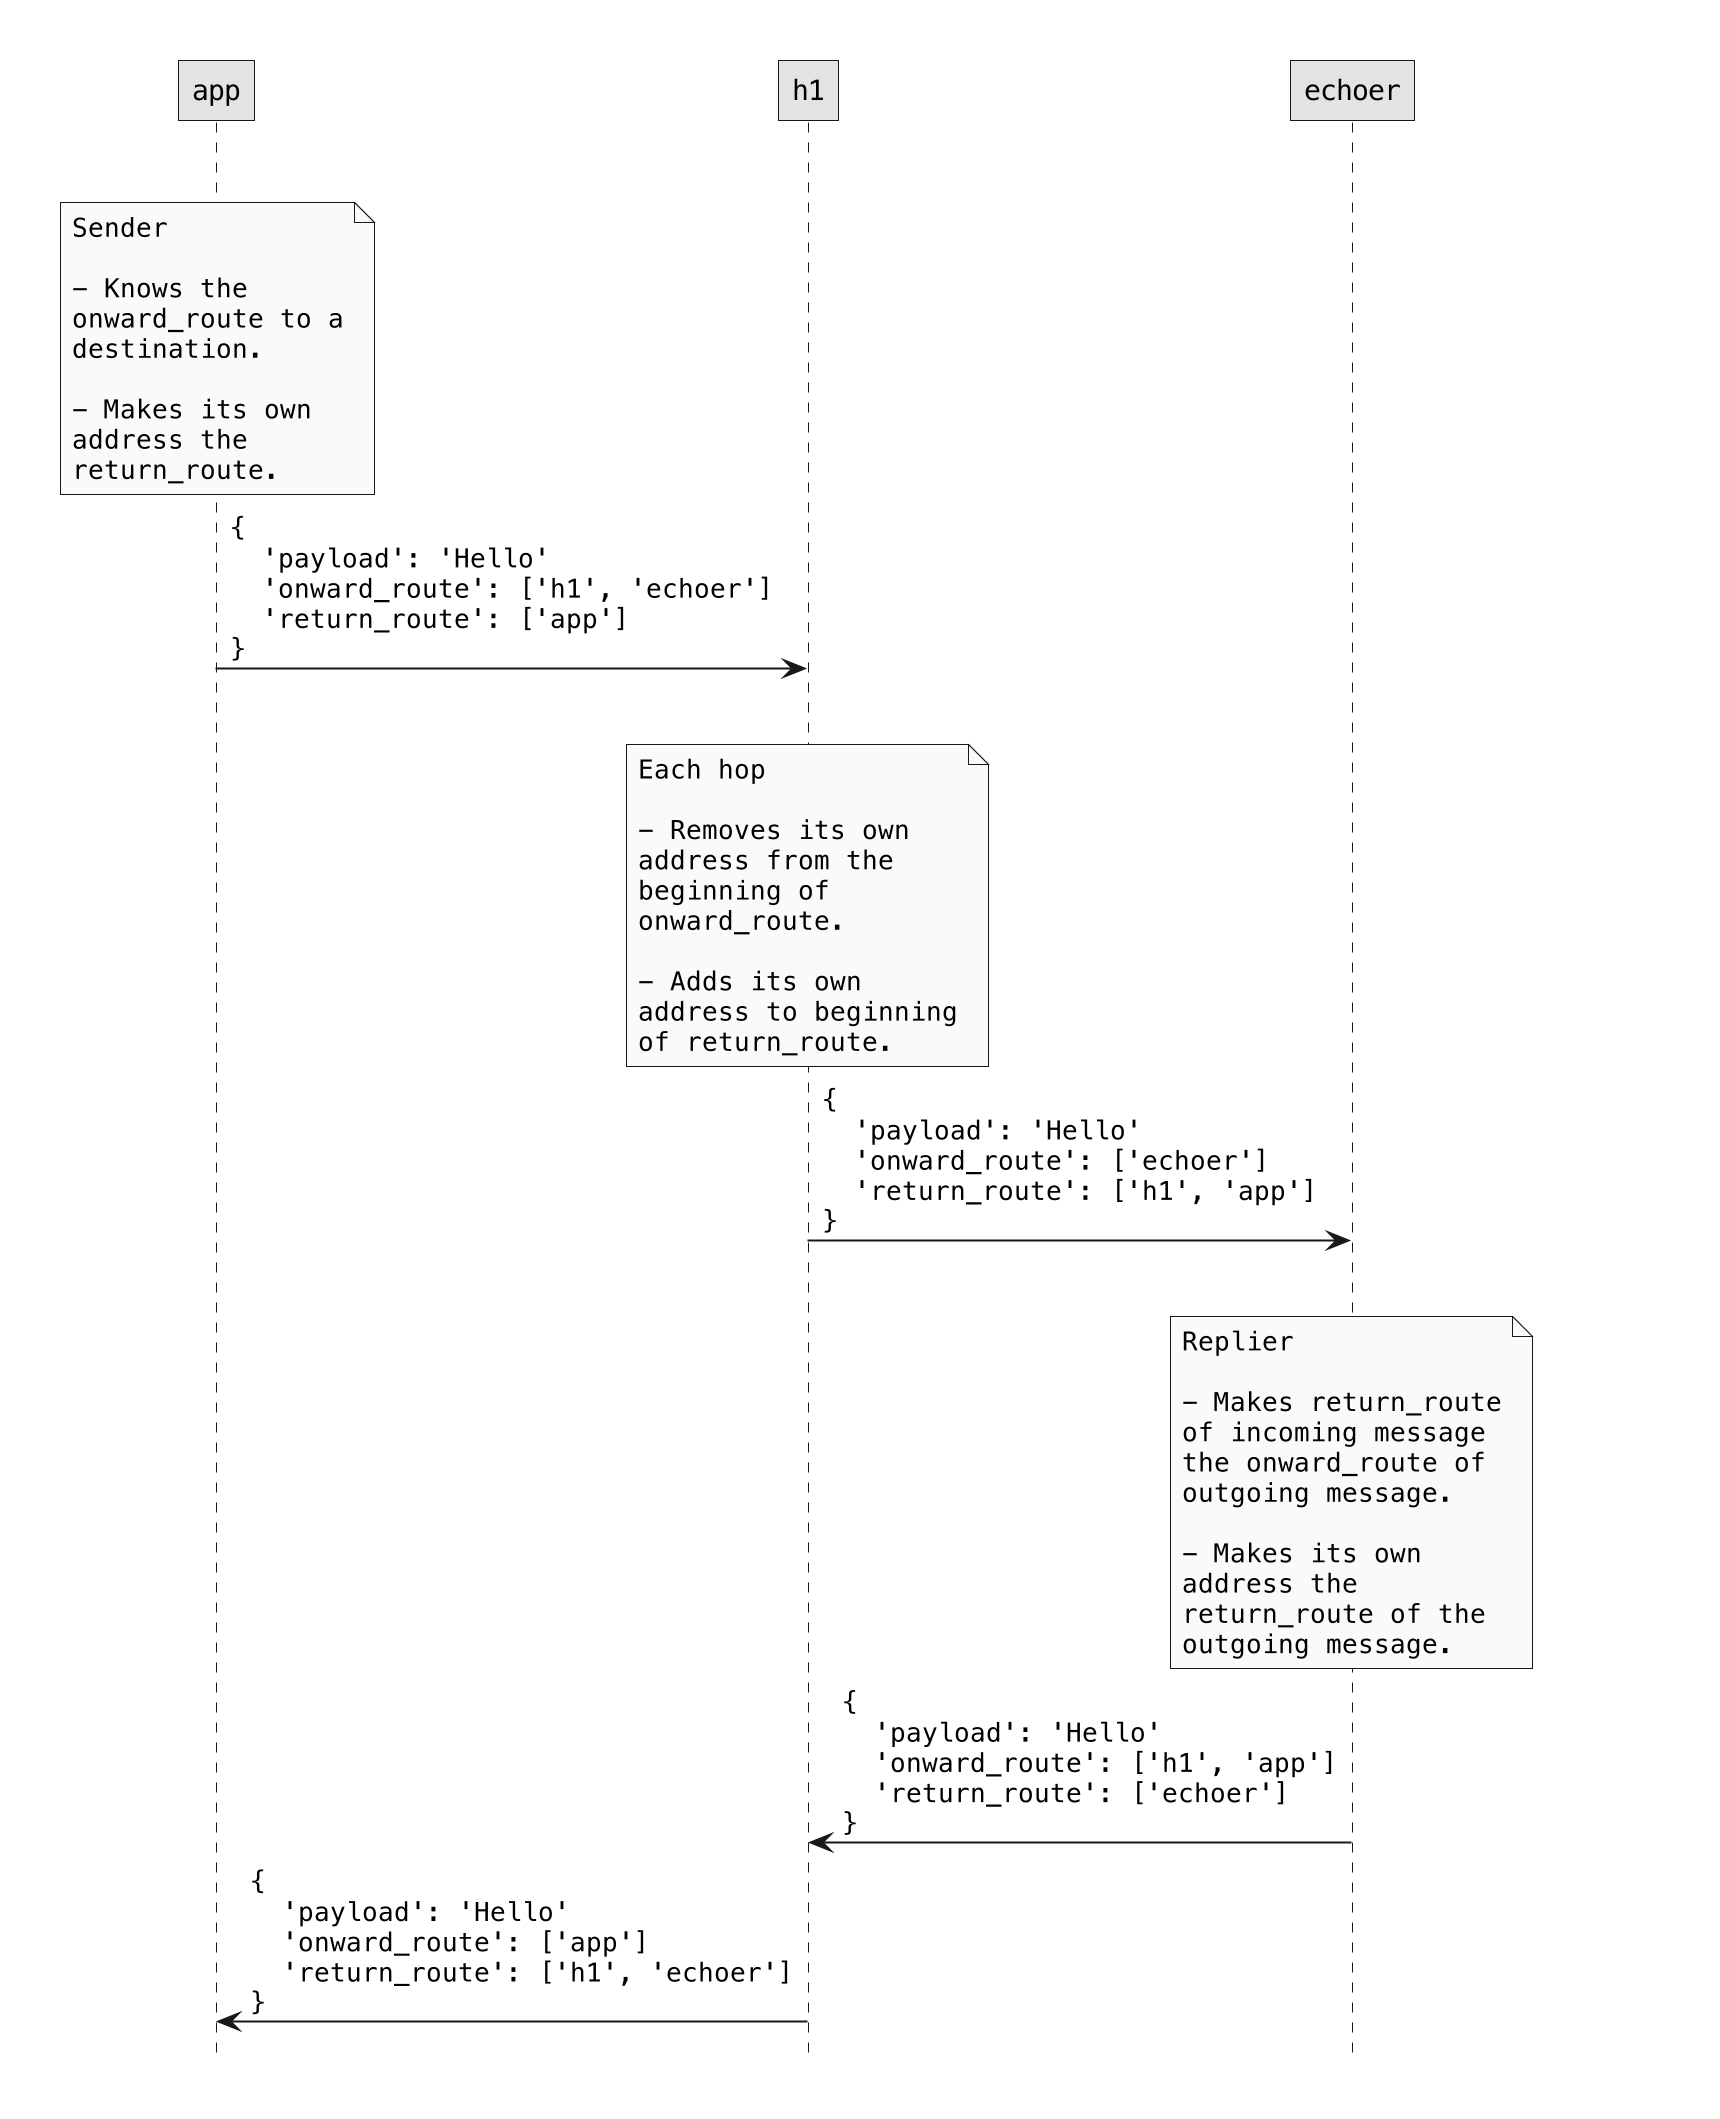 app
h1
echoer
Sender
- Knows the
onward_route to a
destination.
- Makes its own
address the
return_route.
{
  'payload': 'Hello'
  'onward_route': ['h1', 'echoer']
  'return_route': ['app']
}
Each hop
- Removes its own
address from the
beginning of
onward_route.
- Adds its own
address to beginning
of return_route.
{
  'payload': 'Hello'
  'onward_route': ['echoer']
  'return_route': ['h1', 'app']
}
Replier
- Makes return_route
of incoming message
the onward_route of
outgoing message.
- Makes its own
address the
return_route of the
outgoing message.
{
  'payload': 'Hello'
  'onward_route': ['h1', 'app']
  'return_route': ['echoer']
}
{
  'payload': 'Hello'
  'onward_route': ['app']
  'return_route': ['h1', 'echoer']
}